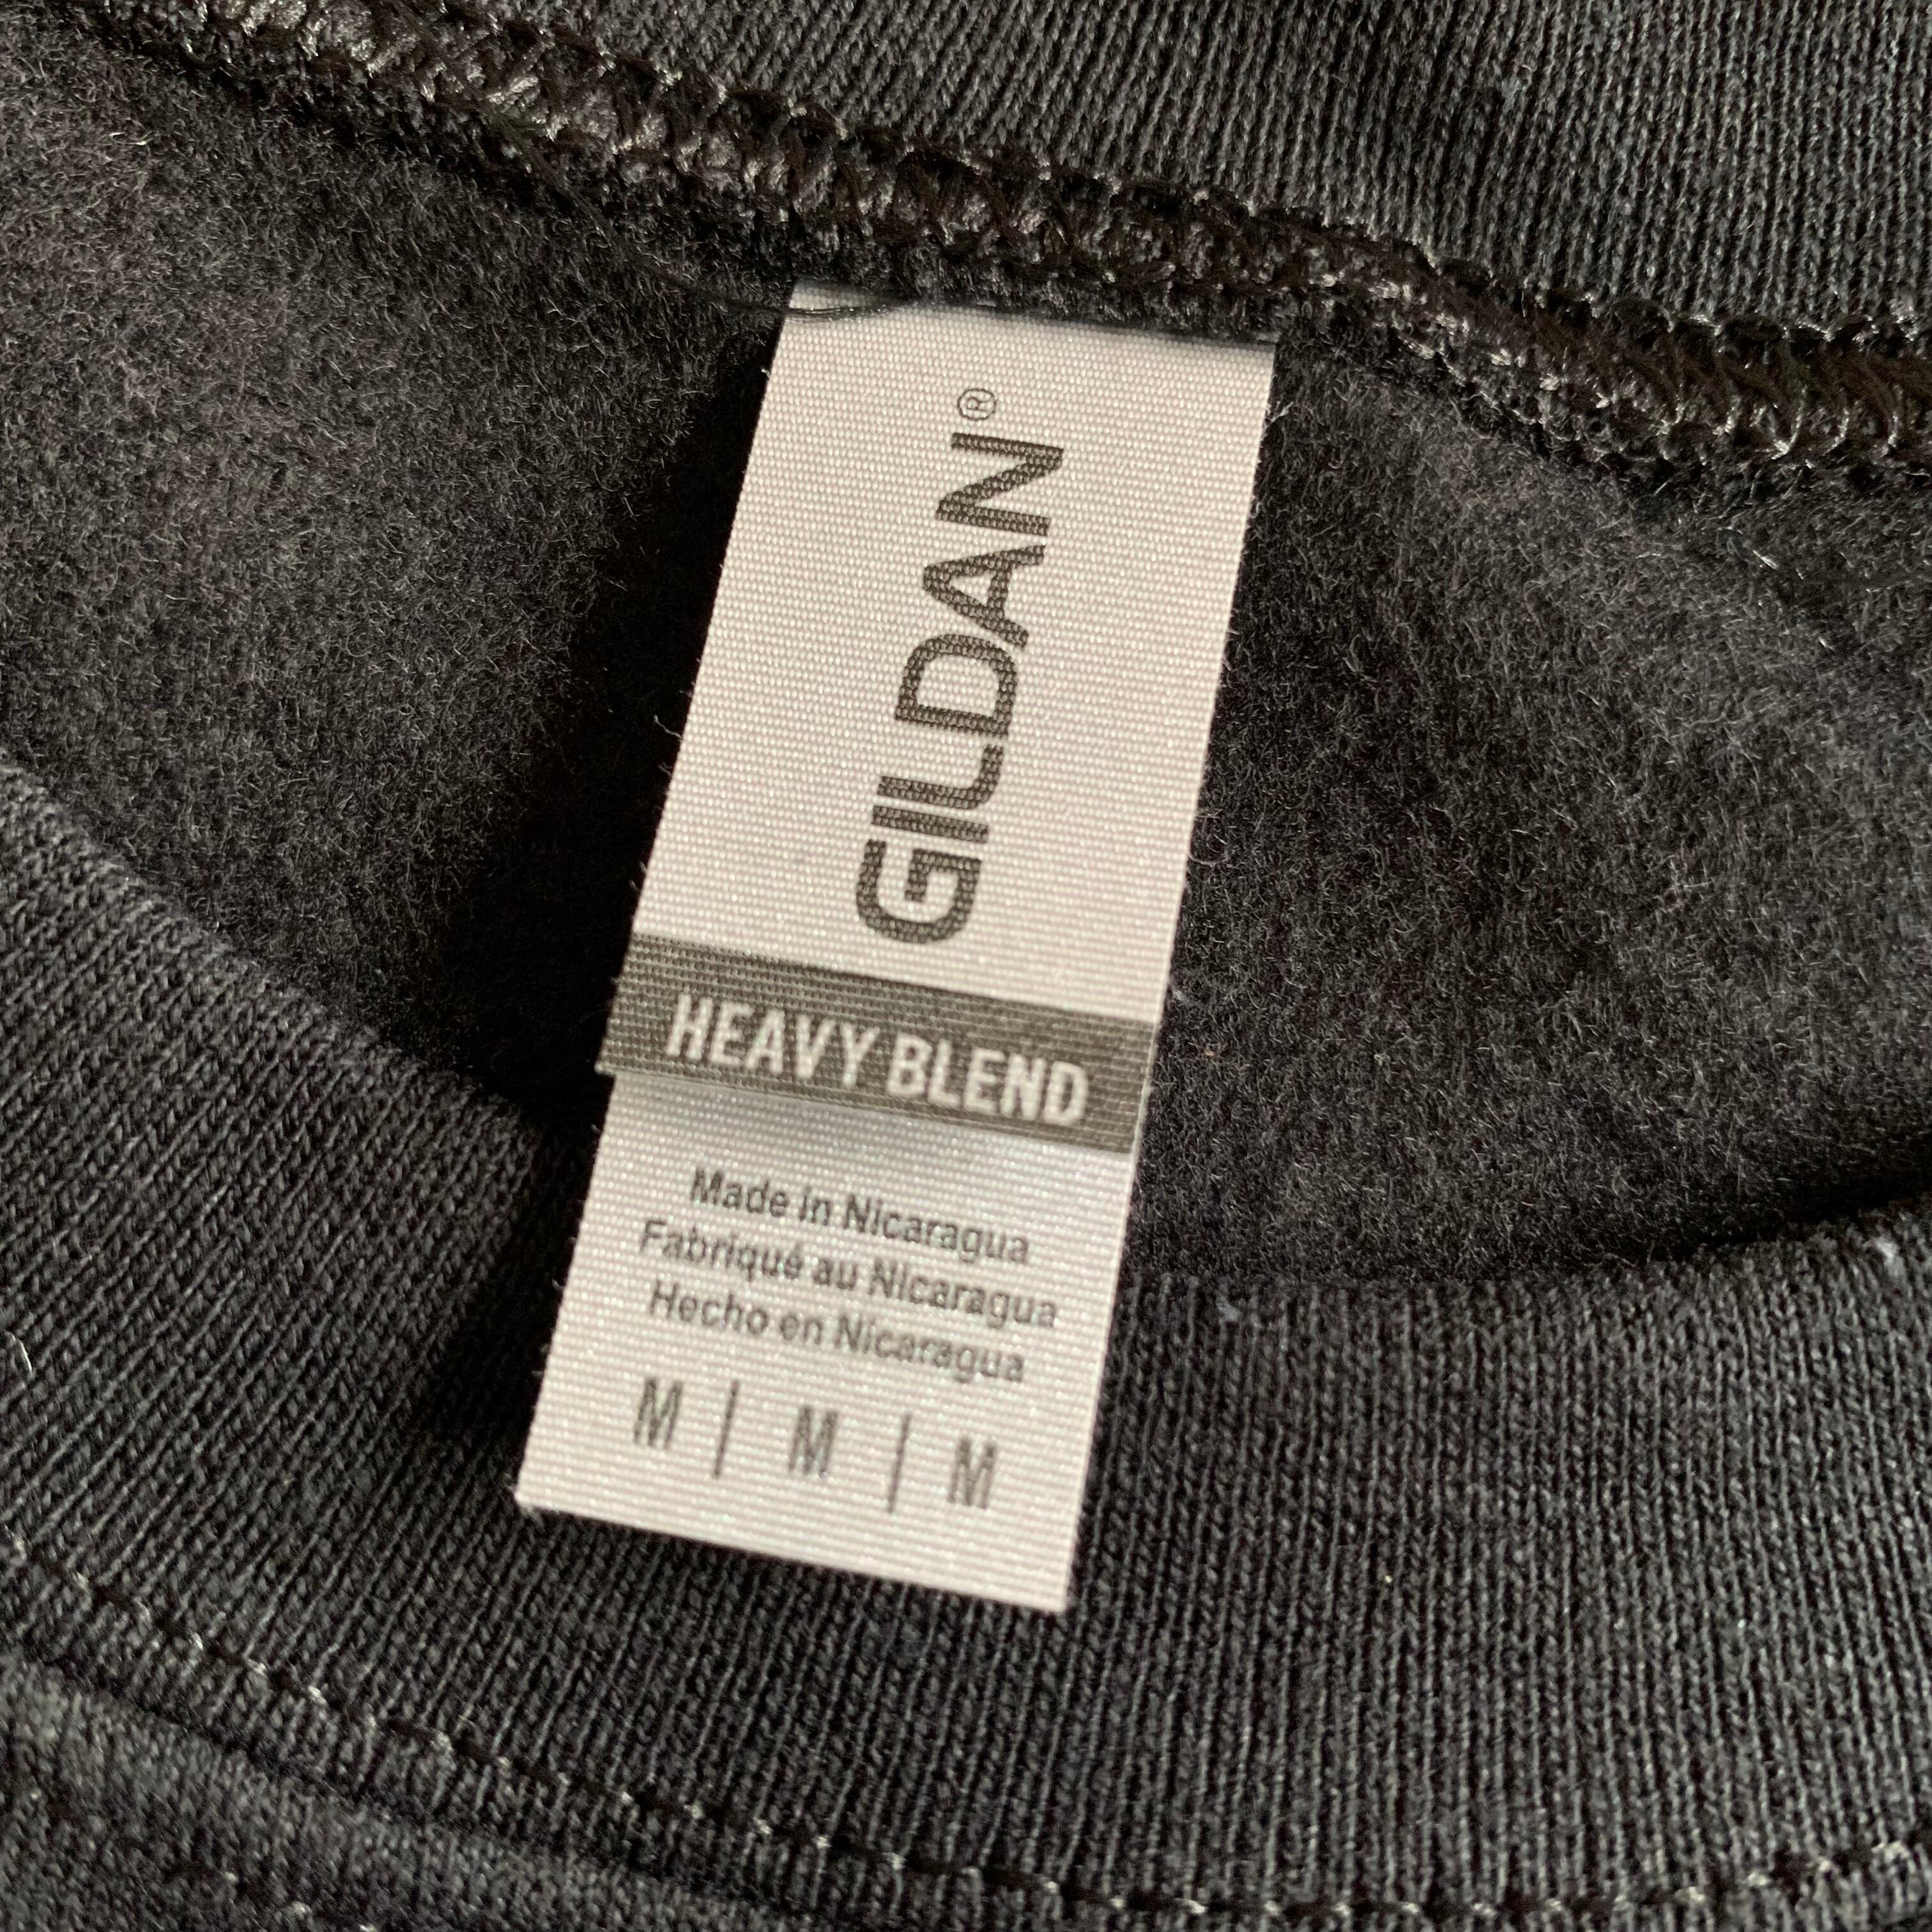 GILDAN®
HEAVY BLEND
Made in Nicaragua
Fabriqué au Nicaragua
Hecho en Nicaragua
M | M | M